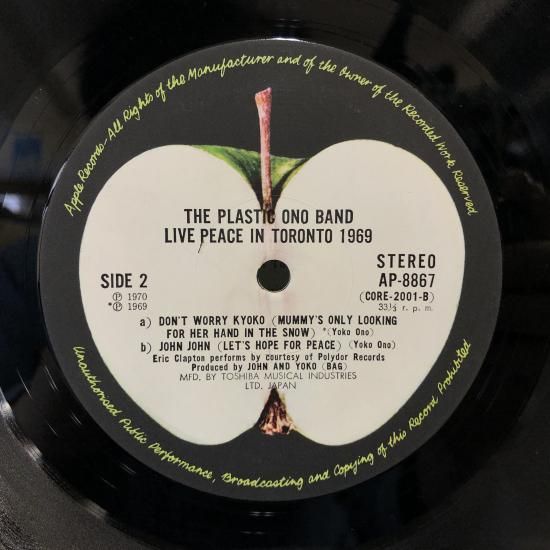 Apple Records—All Rights of the Manufacturer and of the Owner of the Recorded Work Reserved
THE PLASTIC ONO BAND
LIVE PEACE IN TORONTO 1969
STEREO
SIDE 2
AP-8867
Ⓟ 1970
(CORE-2001-B)
*Ⓟ 1969
33⅓ r. p. m.
a) DON'T WORRY KYOKO (MUMMY'S ONLY LOOKING
FOR HER HAND IN THE SNOW) *(Yoko Ono)
b) JOHN JOHN (LET'S HOPE FOR PEACE) (Yoko Ono)
Eric Clapton performs by courtesy of Polydor Records
Produced by JOHN AND YOKO (BAG)
MFD. BY TOSHIBA MUSICAL INDUSTRIES
LTD. JAPAN
Unauthorised Public Performance, Broadcasting and Copying of this Record Prohibited